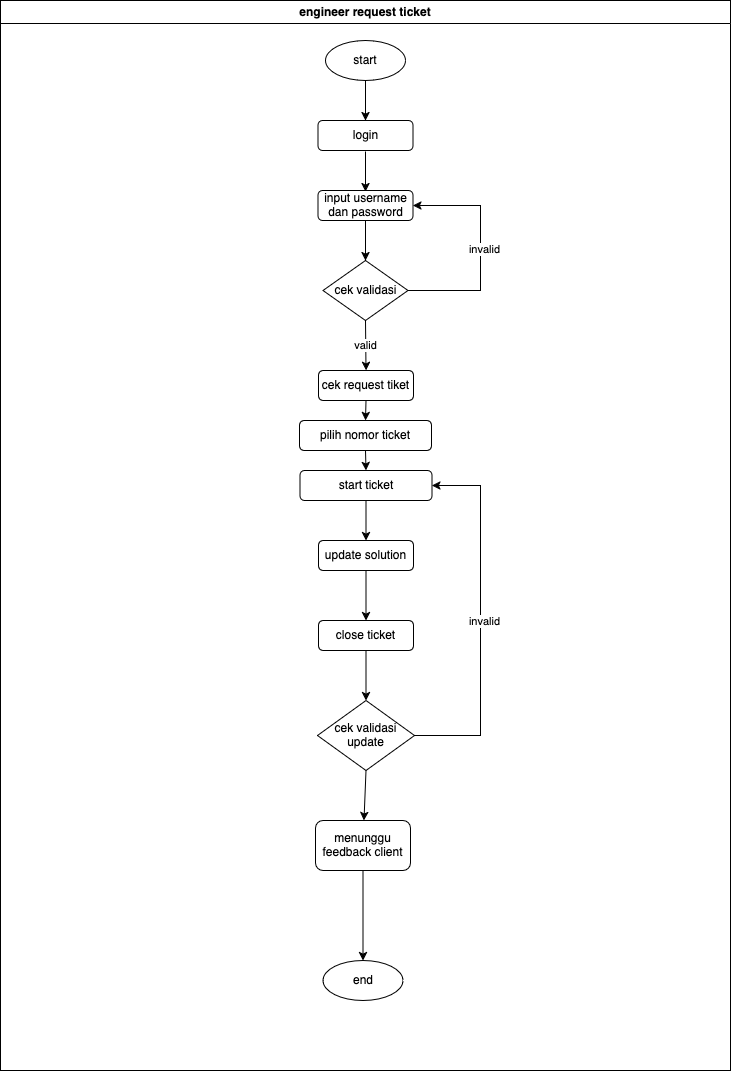 engineer request ticket
start
login
input username
dan password
invalid
cek validasi
valid
cek request tiket
pilih nomor ticket
start ticket
update solution
invalid
close ticket
cek validasi
update
menunggu
feedback client
end